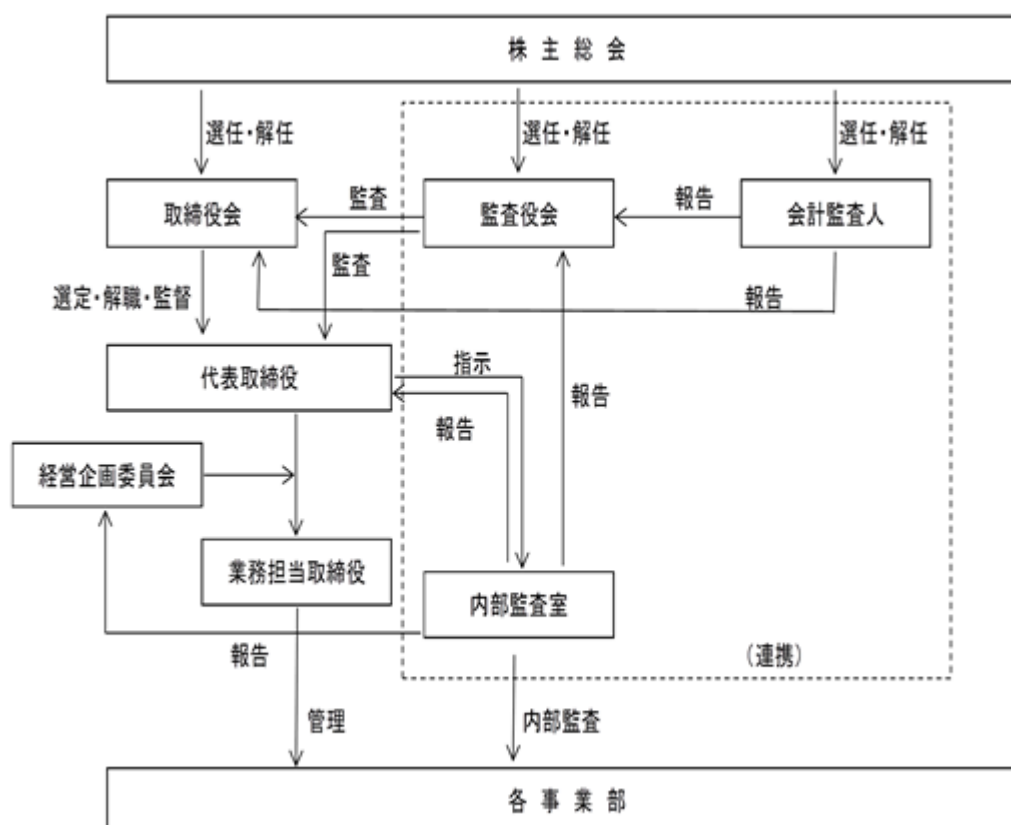 株主総会
選任・解任
選任・解任
選任・解任
取締役会
監査
監査役会
報告
会計監査人
監査
選定・解職・監督
報告
代表取締役
指示
報告
報告
経営企画委員会
業務担当取締役
内部監査室
報告
(連携)
管理
内部監査
各事業部